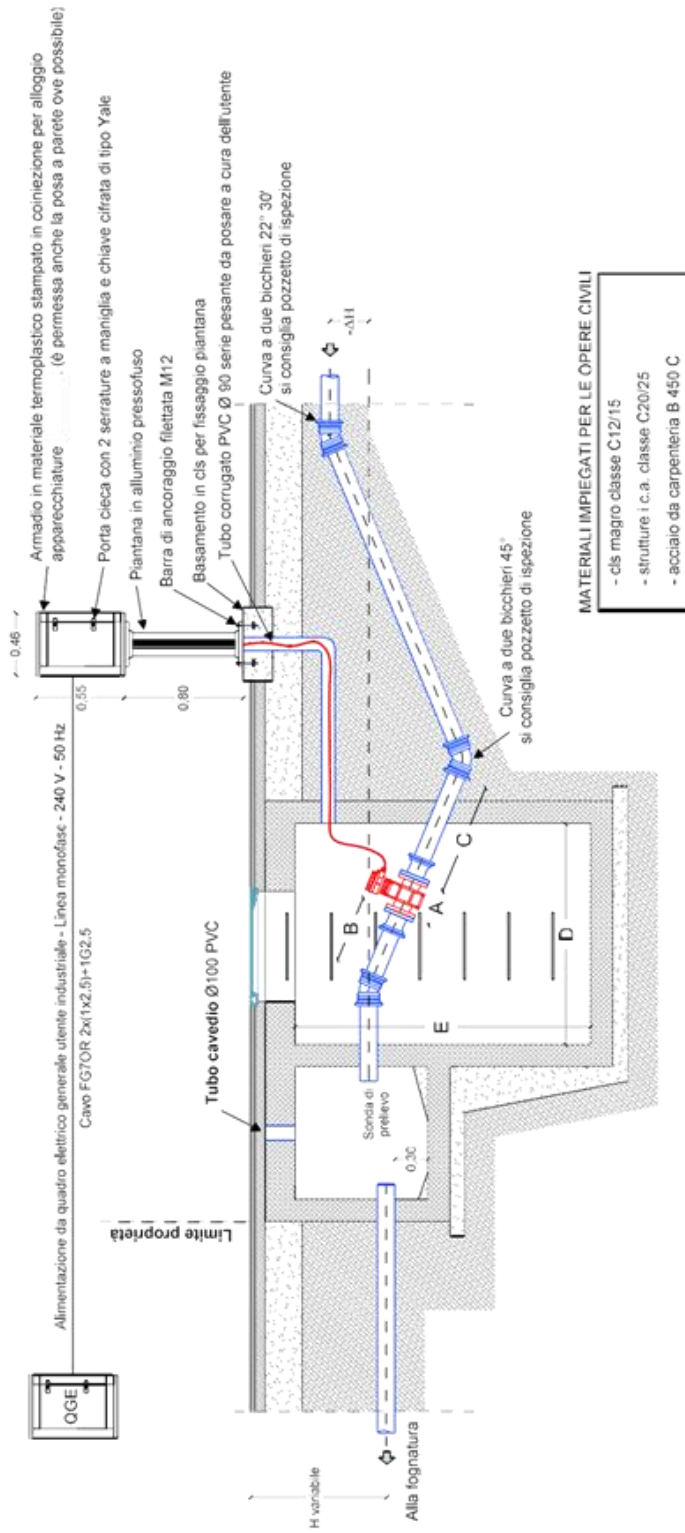 QGE
Alimentazione da quadro elettrico generale utente industriale - Linea monofase - 240 V - 50 Hz
Cavo FG7OR 2x(1x2.5)+1G2.5
0,46
0,55
0,80
Armadio in materiale termoplastico stampato in coiniezione per alloggio
apparecchiature (è permessa anche la posa a parete ove possibile)
Porta cieca con 2 serrature a maniglia e chiave cifrata di tipo Yale
Piantana in alluminio pressofuso
Barra di ancoraggio filettata M12
Basamento in cls per fissaggio piantana
Tubo corrugato PVC Ø 90 serie pesante da posare a cura dell'utente
Curva a due bicchieri 22° 30'
si consiglia pozzetto di ispezione
Limite proprietà
Tubo cavedio Ø100 PVC
H variabile
Alla fognatura
0,30
Sonda di
prelievo
E
B
A
C
D
+ΔH
Curva a due bicchieri 45°
si consiglia pozzetto di ispezione
MATERIALI IMPIEGATI PER LE OPERE CIVILI
- cls magro classe C12/15
- strutture i c.a. classe C20/25
- acciaio da carpenteria B 450 C